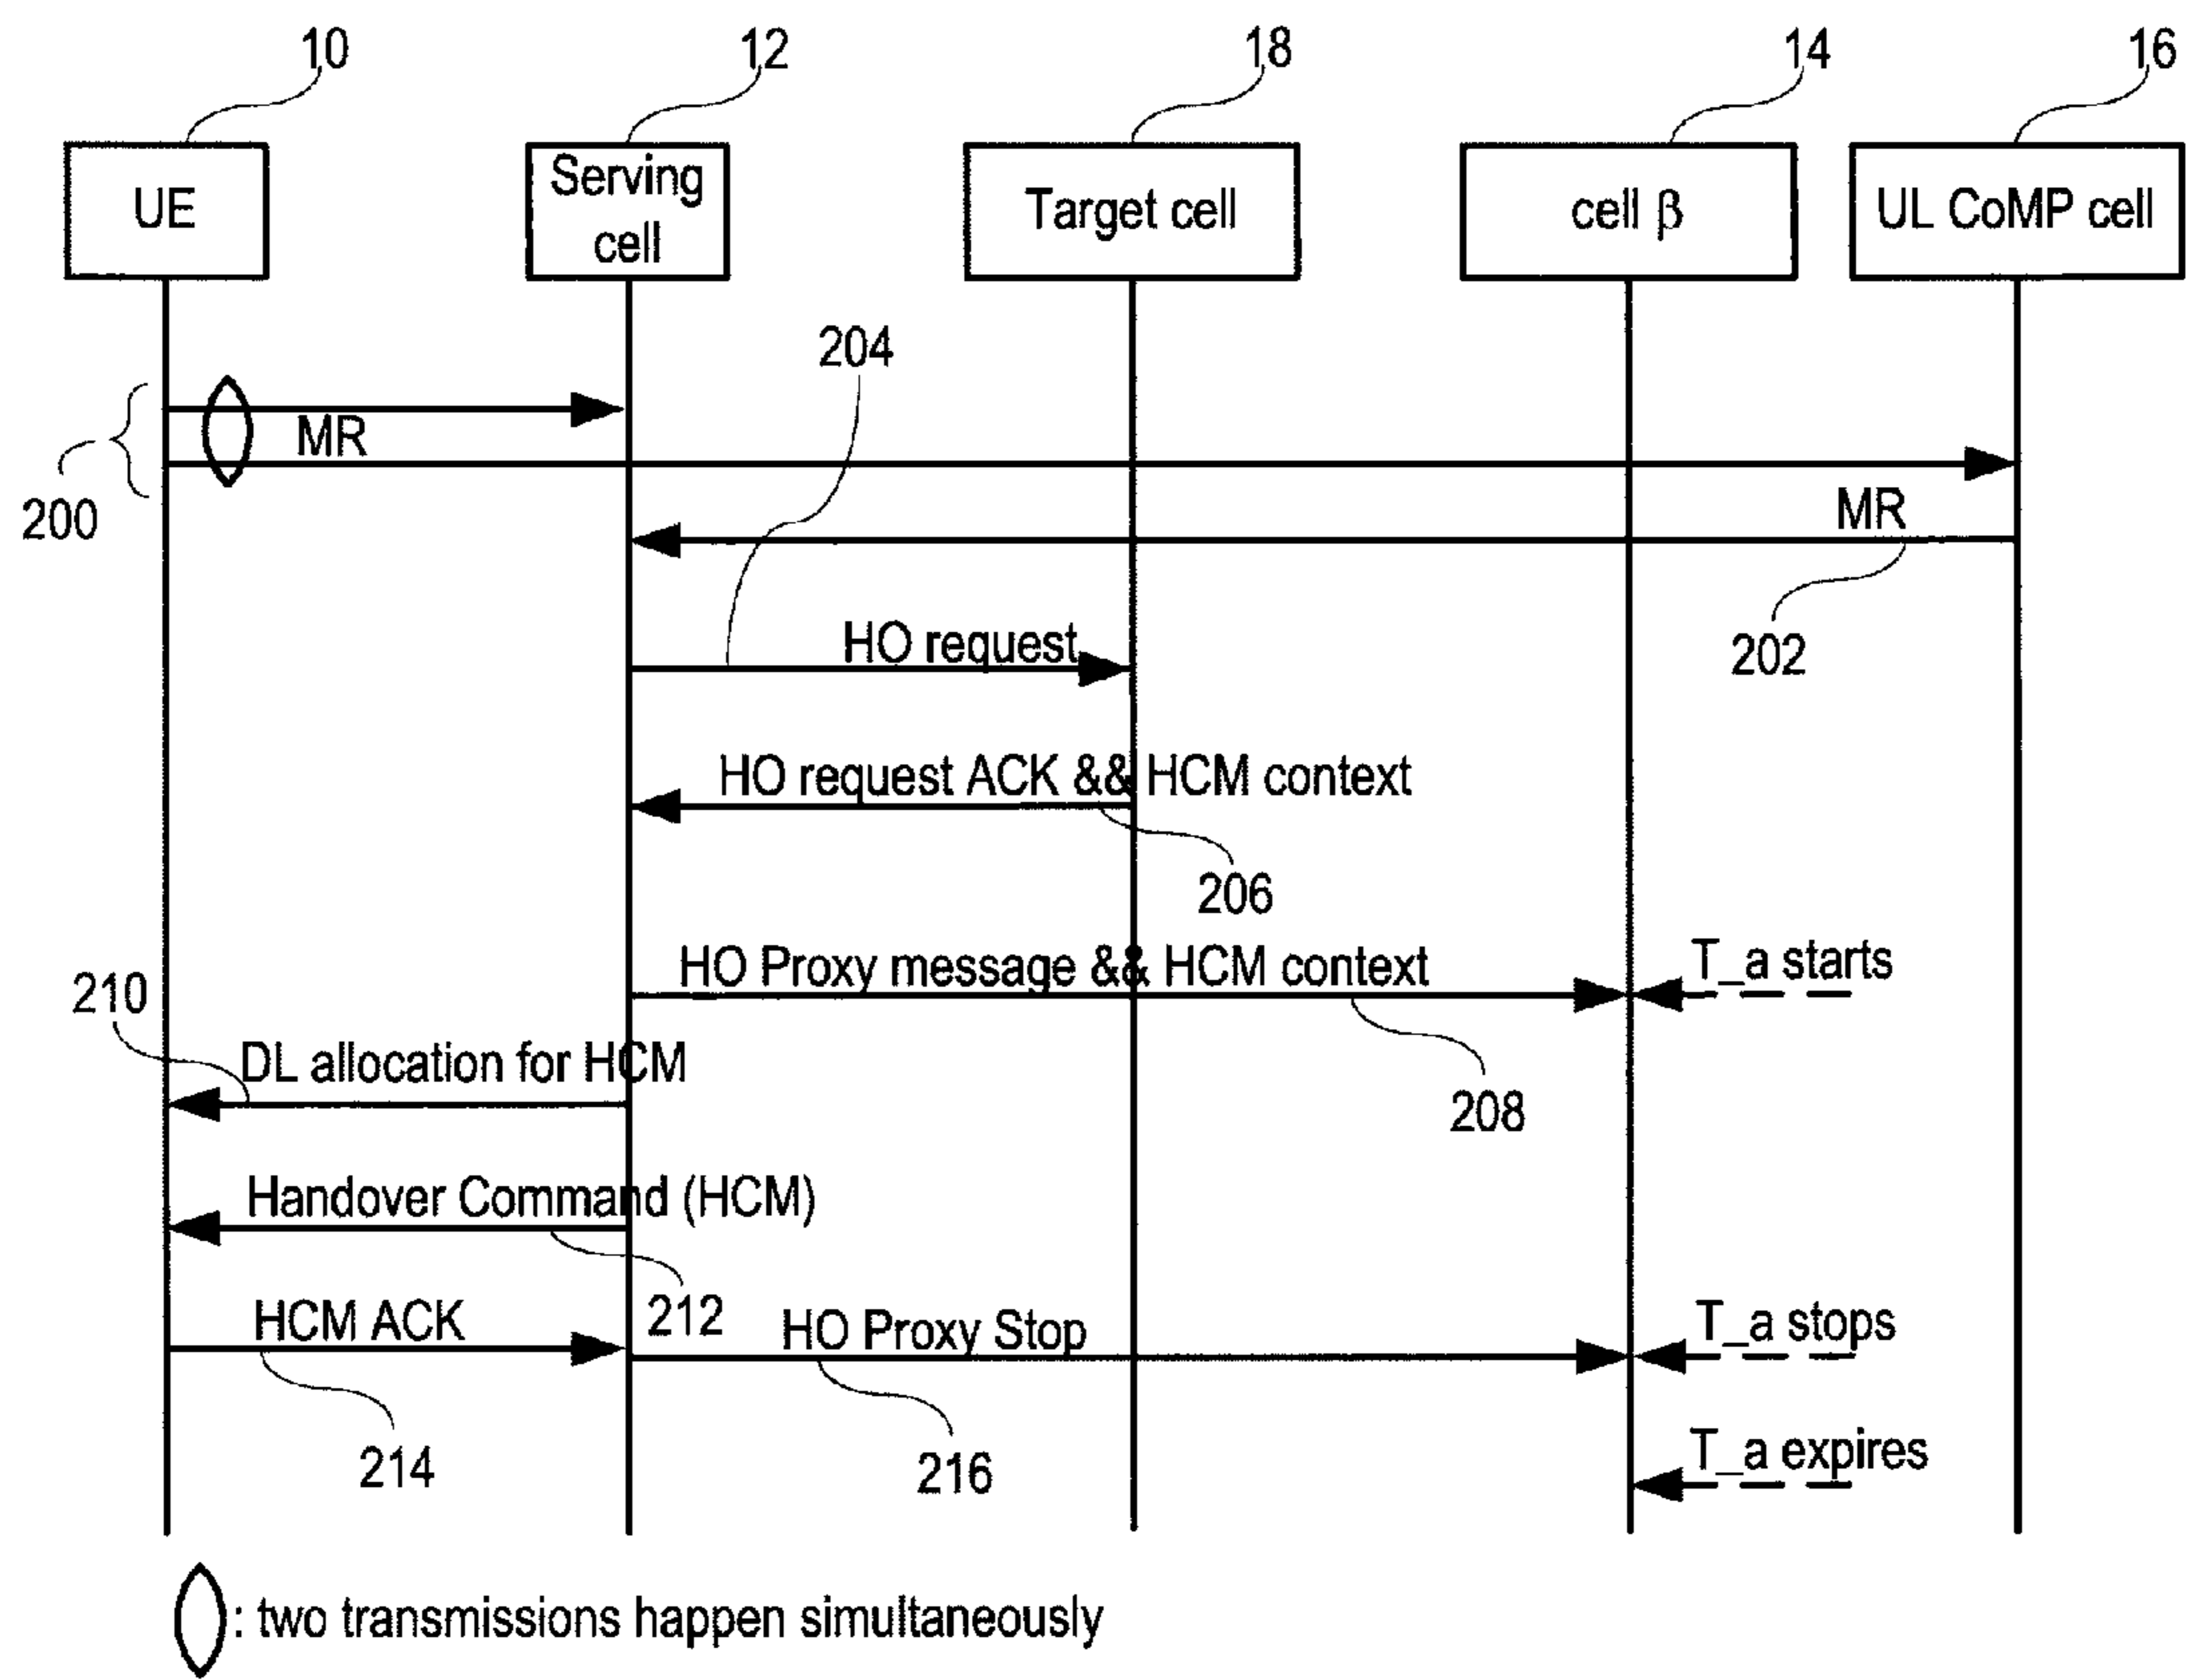 10
12
18
14
16
UE
Serving
cell
Target cell
cell β
UL CoMP cell
204
MR
200
MR
202
HO request
HO request ACK && HCM context
206
HO Proxy message && HCM context
T_a starts
210
DL allocation for HCM
208
Handover Command (HCM)
212
HCM ACK
HO Proxy Stop
T_a stops
214
216
T_a expires
: two transmissions happen simultaneously